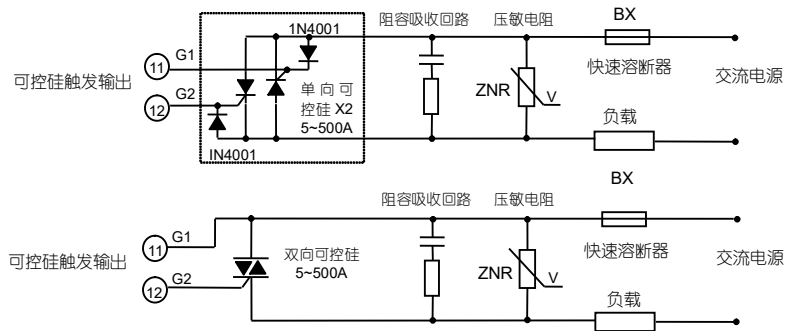 1N4001
阻容吸收回路
压敏电阻
BX
G1
11
可控硅触发输出
G2
12
单向可
控硅 X2
5~500A
ZNR
V
快速溶断器
交流电源
负载
IN4001
BX
阻容吸收回路
压敏电阻
G1
11
可控硅触发输出
G2
12
双向可控硅
5~500A
ZNR
V
快速溶断器
交流电源
负载